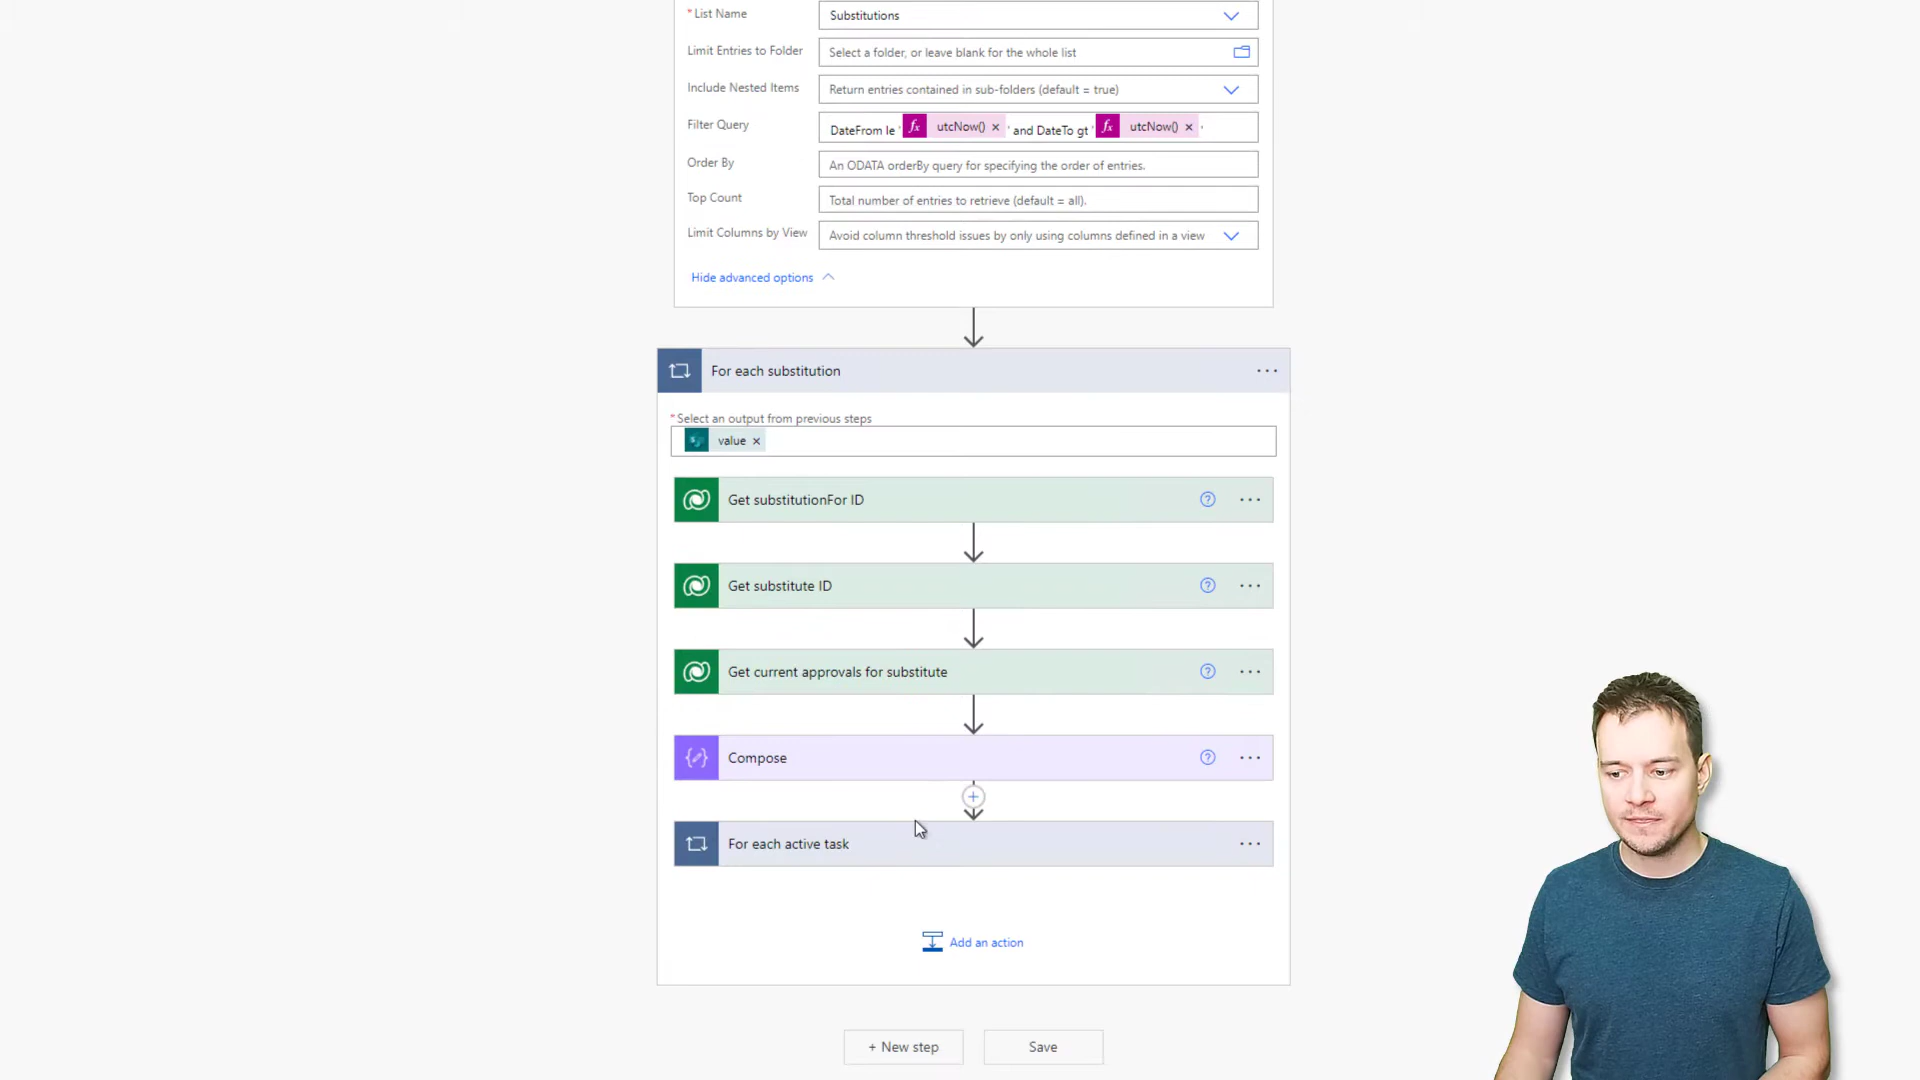 * List Name
Substitutions
Limit Entries to Folder
Select a folder, or leave blank for the whole list
Include Nested Items
Return entries contained in sub-folders (default = true)
Filter Query
DateFrom le ' fx utcNow() × ' and DateTo gt ' fx utcNow() × '
Order By
An ODATA orderBy query for specifying the order of entries.
Top Count
Total number of entries to retrieve (default = all).
Limit Columns by View
Avoid column threshold issues by only using columns defined in a view
Hide advanced options
For each substitution
* Select an output from previous steps
value ×
Get substitutionFor ID
Get substitute ID
Get current approvals for substitute
Compose
For each active task
Add an action
+ New step
Save